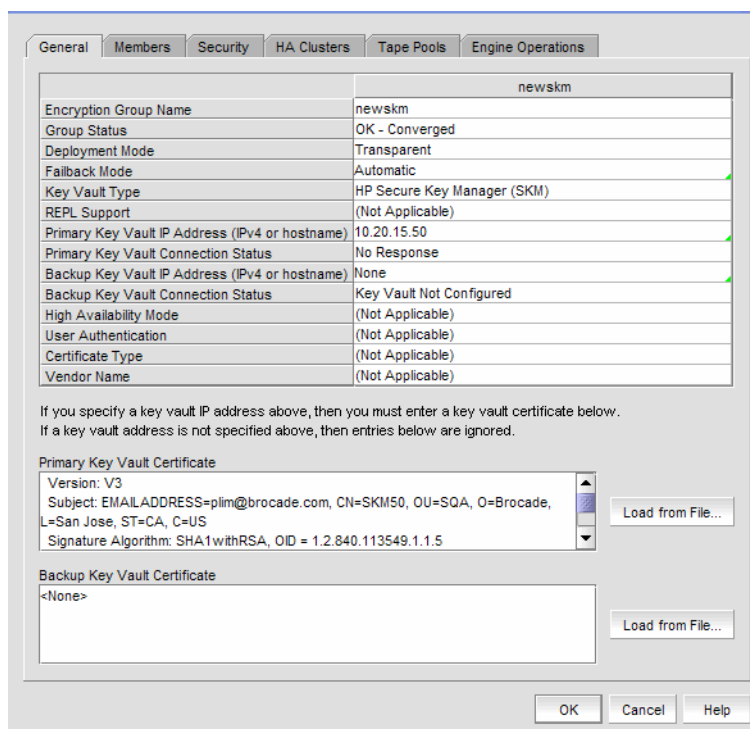 General Members Security HA Clusters Tape Pools Engine Operations
newskm
Encryption Group Name newskm
Group Status OK - Converged
Deployment Mode Transparent
Failback Mode Automatic
Key Vault Type HP Secure Key Manager (SKM)
REPL Support (Not Applicable)
Primary Key Vault IP Address (IPv4 or hostname) 10.20.15.50
Primary Key Vault Connection Status No Response
Backup Key Vault IP Address (IPv4 or hostname) None
Backup Key Vault Connection Status Key Vault Not Configured
High Availability Mode (Not Applicable)
User Authentication (Not Applicable)
Certificate Type (Not Applicable)
Vendor Name (Not Applicable)
If you specify a key vault IP address above, then you must enter a key vault certificate below.
If a key vault address is not specified above, then entries below are ignored.
Primary Key Vault Certificate
Version: V3
Subject: EMAILADDRESS=plim@brocade.com, CN=SKM50, OU=SQA, O=Brocade,
L=San Jose, ST=CA, C=US
Signature Algorithm: SHA1withRSA, OID = 1.2.840.113549.1.1.5
Load from File...
Backup Key Vault Certificate
<None>
Load from File...
OK Cancel Help